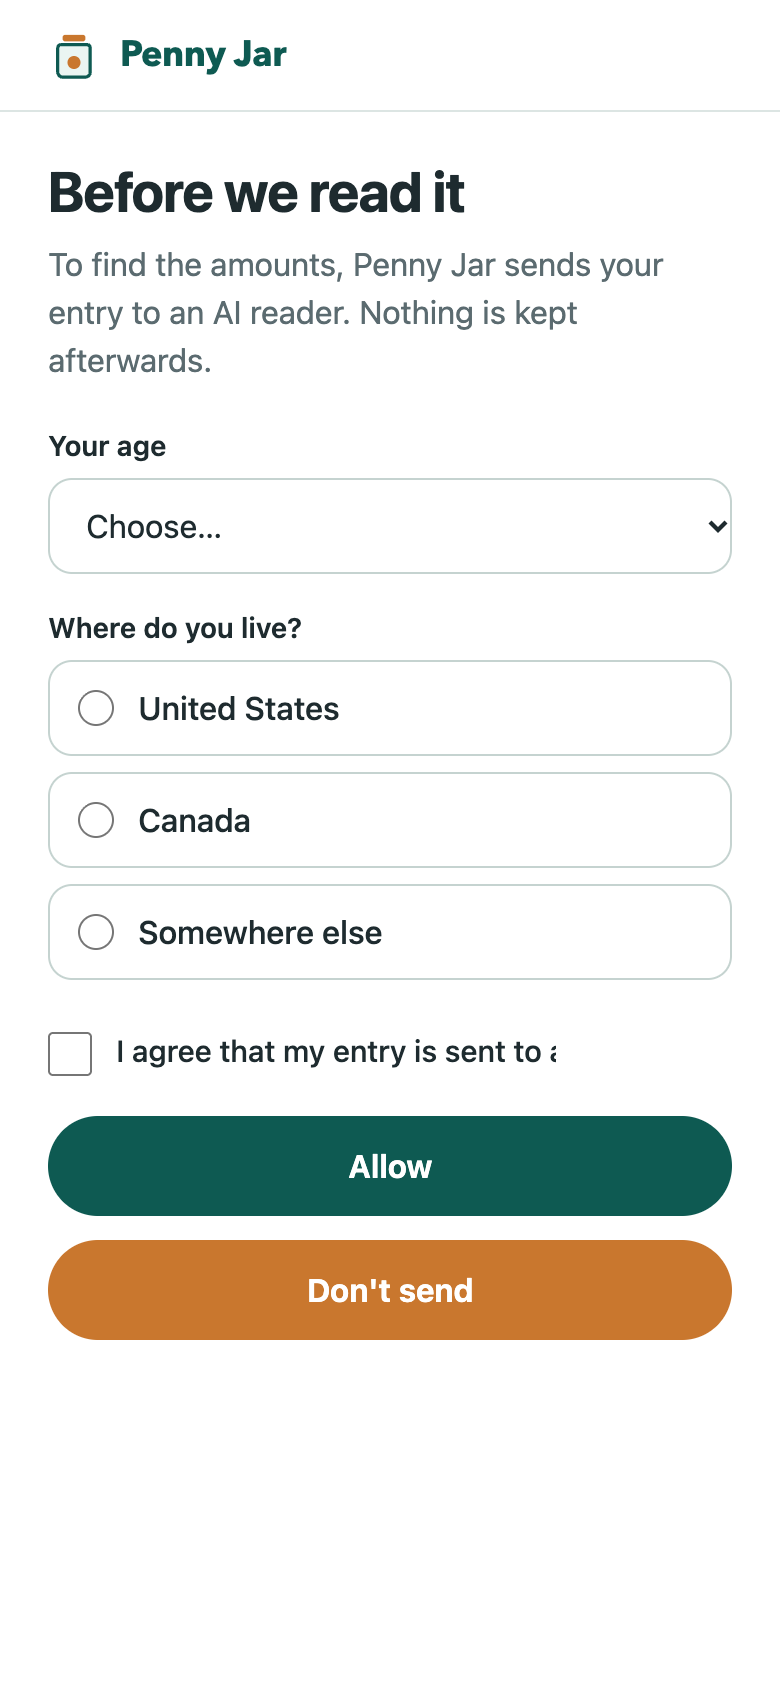 Penny Jar
Before we read it
To find the amounts, Penny Jar sends your
entry to an AI reader. Nothing is kept
afterwards.
Your age
Choose...
Where do you live?
United States
Canada
Somewhere else
I agree that my entry is sent to
Allow
Don't send